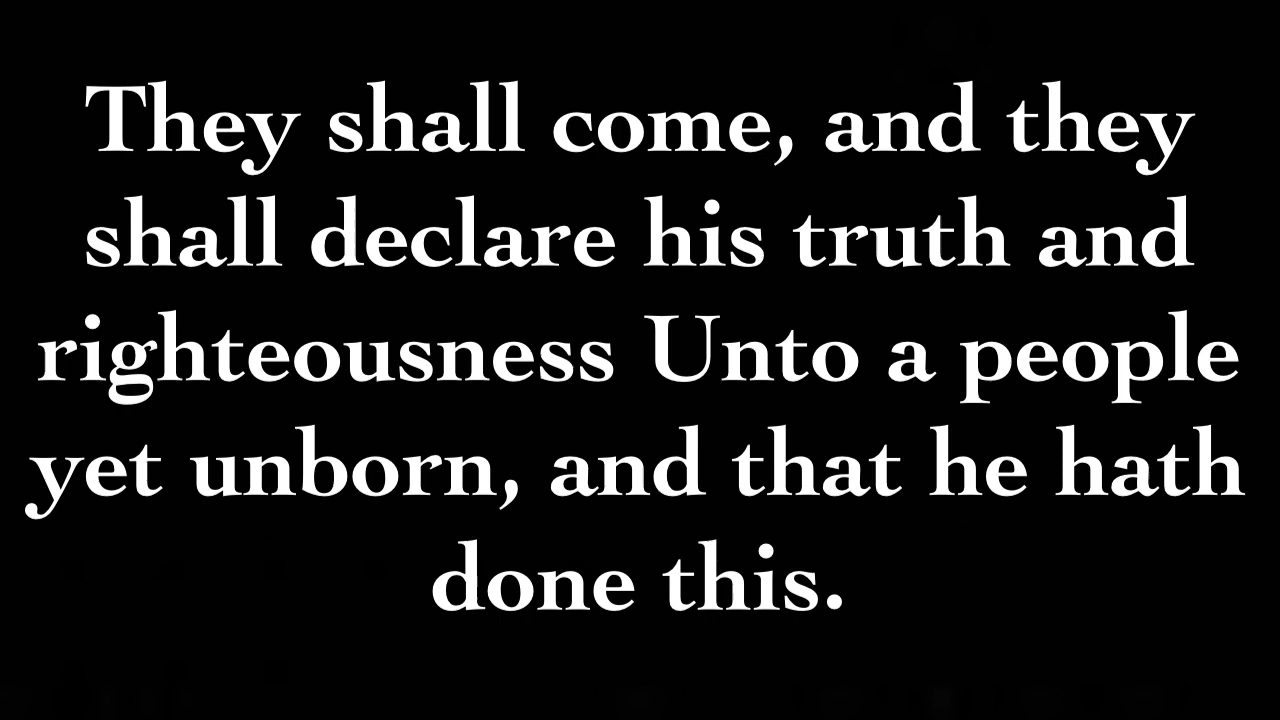 They shall come, and they
shall declare his truth and
righteousness Unto a people
yet unborn, and that he hath
done this.